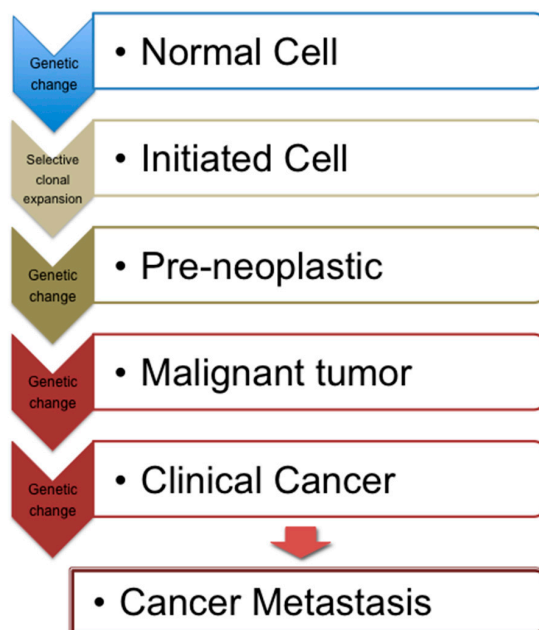 Genetic
change
• Normal Cell
Selective
clonal
expansion
• Initiated Cell
Genetic
change
• Pre-neoplastic
Genetic
change
• Malignant tumor
Genetic
change
• Clinical Cancer
• Cancer Metastasis